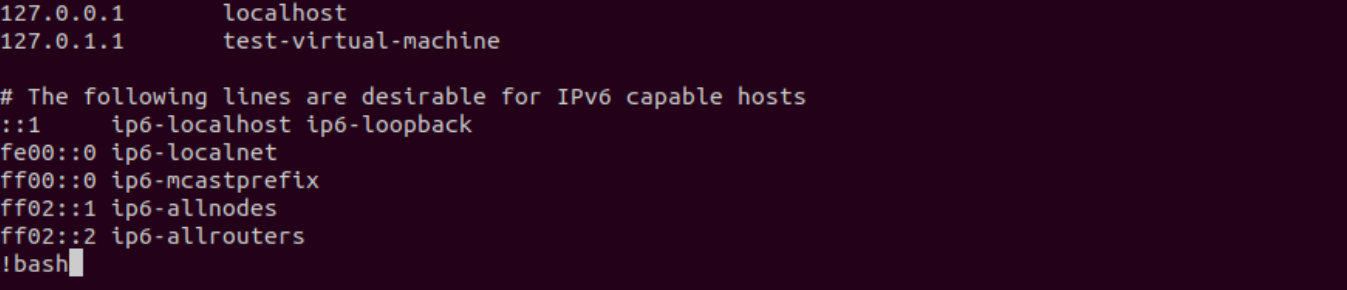 127.0.0.1 localhost
127.0.1.1 test-virtual-machine
# The following lines are desirable for IPv6 capable hosts
::1 ip6-localhost ip6-loopback
fe00::0 ip6-localnet
ff00::0 ip6-mcastprefix
ff02::1 ip6-allnodes
ff02::2 ip6-allrouters
!bash